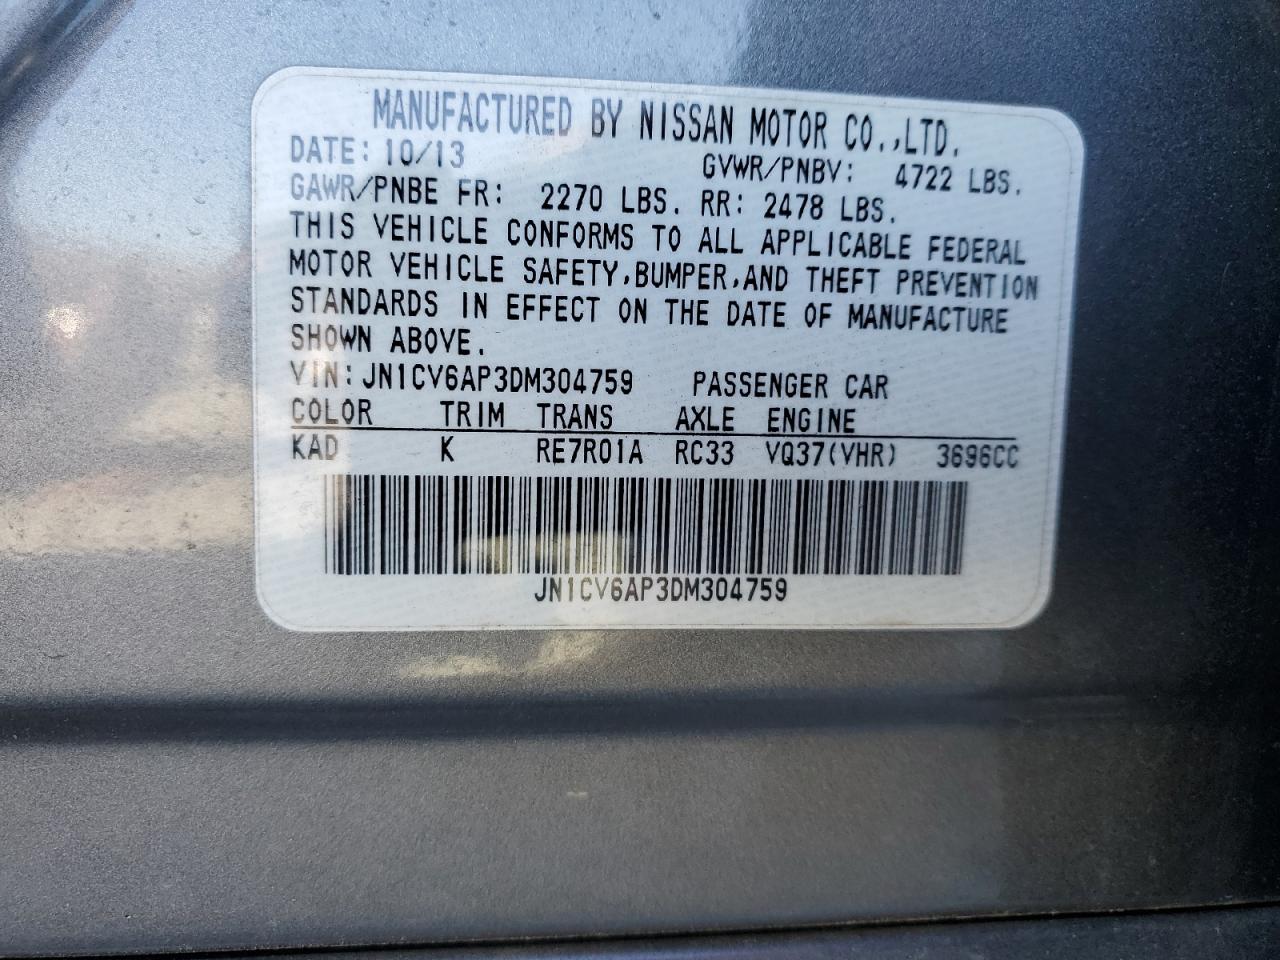 MANUFACTURED BY NISSAN MOTOR CO.,LTD.
DATE: 10/13 GVWR/PNBV: 4722 LBS.
GAWR/PNBE FR: 2270 LBS. RR: 2478 LBS.
THIS VEHICLE CONFORMS TO ALL APPLICABLE FEDERAL
MOTOR VEHICLE SAFETY,BUMPER,AND THEFT PREVENTION
STANDARDS IN EFFECT ON THE DATE OF MANUFACTURE
SHOWN ABOVE.
VIN:JN1CV6AP3DM304759 PASSENGER CAR
COLOR TRIM TRANS AXLE ENGINE
KAD K RE7R01A RC33 VQ37(VHR) 3696CC
JN1CV6AP3DM304759